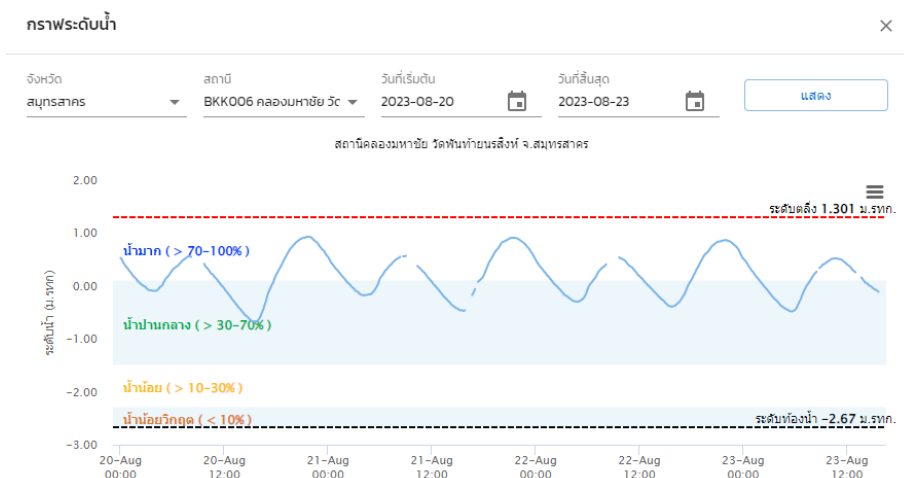 กราฟระดับน้ำ
จังหวัด สถานี วันที่เริ่มต้น วันที่สิ้นสุด
สมุทรสาคร BKK006 คลองมหาชัย วัด 2023-08-20 2023-08-23 แสดง
สถานีคลองมหาชัย วัดพันท้ายนรสิงห์ จ.สมุทรสาคร
2.00
ระดับตลิ่ง 1.301 ม.รทก.
1.00
น้ำมาก ( > 70-100% )
0.00
ระดับน้ำ (ม.รทก)
น้ำปานกลาง ( > 30-70% )
-1.00
-2.00 น้ำน้อย ( > 10-30% )
น้ำน้อยวิกฤต ( < 10% ) ระดับท้องน้ำ -2.67 ม.รทก.
-3.00
20-Aug 20-Aug 21-Aug 21-Aug 22-Aug 22-Aug 23-Aug 23-Aug
00:00 12:00 00:00 12:00 00:00 12:00 00:00 12:00